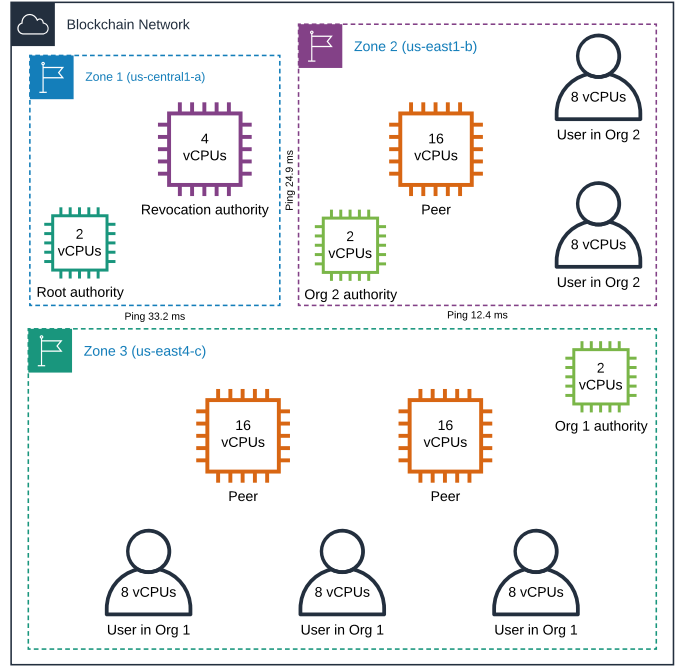 Blockchain Network
Zone 1 (us-central1-a)
4
vCPUs
Revocation authority
2
vCPUs
Root authority
Ping 24.9 ms
Zone 2 (us-east1-b)
16
vCPUs
Peer
8 vCPUs
User in Org 2
2
vCPUs
Org 2 authority
8 vCPUs
User in Org 2
Ping 33.2 ms
Ping 12.4 ms
Zone 3 (us-east4-c)
2
vCPUs
Org 1 authority
16
vCPUs
Peer
16
vCPUs
Peer
8 vCPUs
User in Org 1
8 vCPUs
User in Org 1
8 vCPUs
User in Org 1